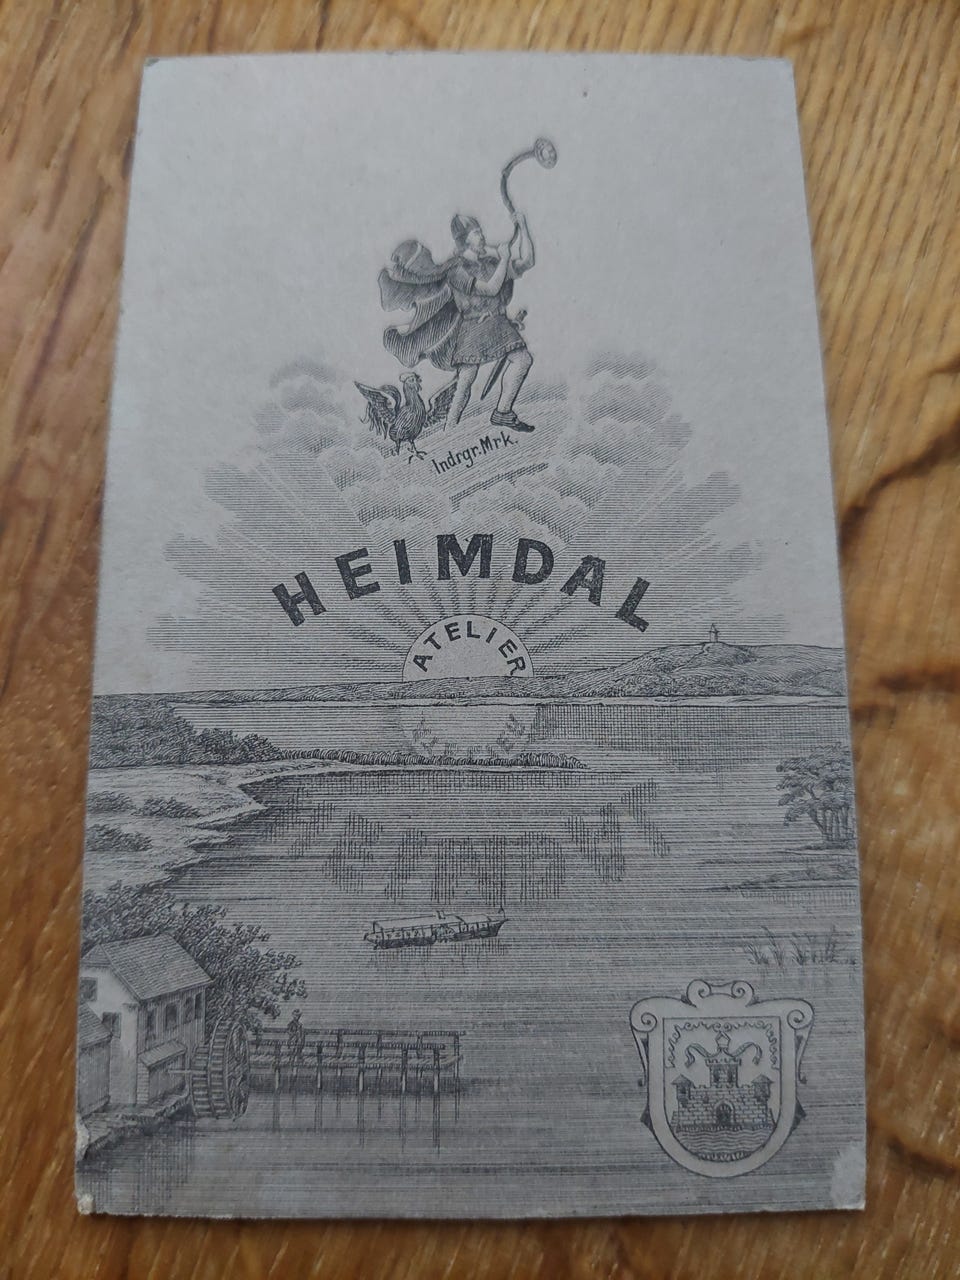 Indrgr. Mrk.
HEIMDAL
ATELIER